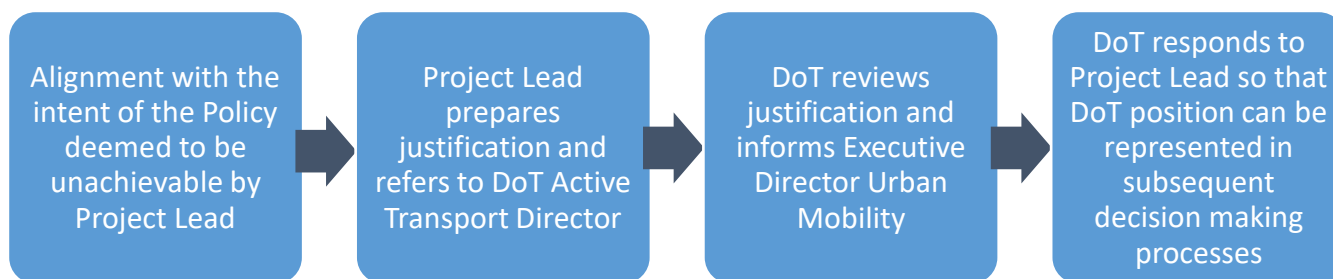 Alignment with the
intent of the Policy
deemed to be
unachievable by
Project Lead
Project Lead
prepares
justification and
refers to DoT Active
Transport Director
DoT reviews
justification and
informs Executive
Director Urban
Mobility
DoT responds to
Project Lead so that
DoT position can be
represented in
subsequent
decision making
processes